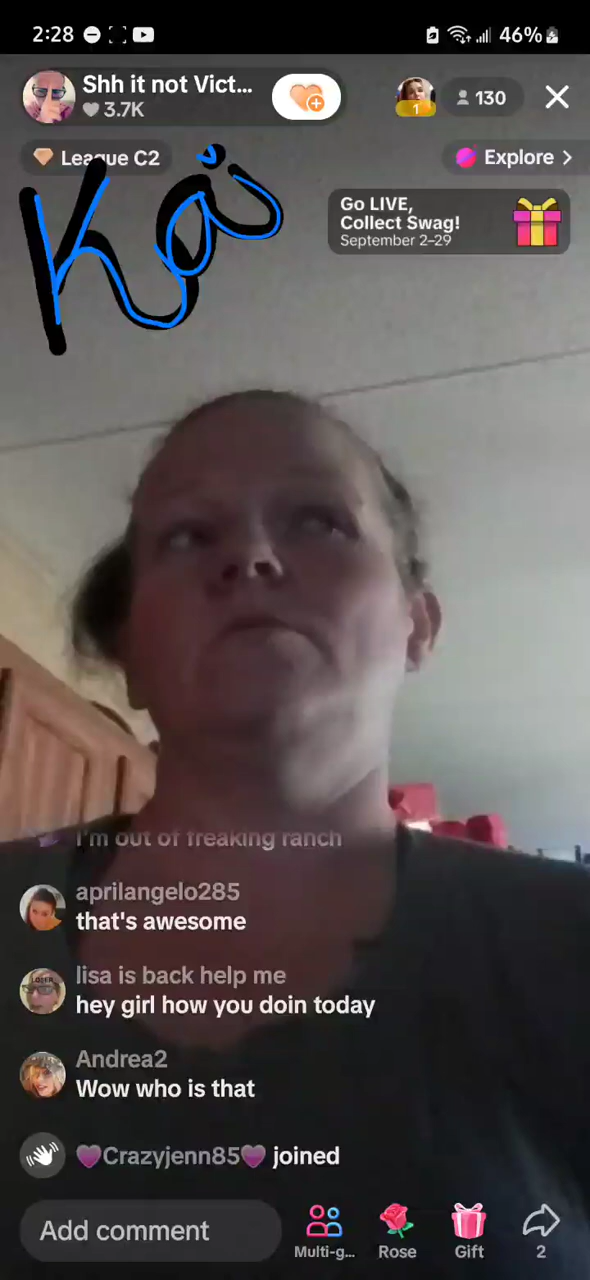 2:28 46%
Shh it not Vict...
3.7K
1
130
League C2
Explore >
Kai
Go LIVE,
Collect Swag!
September 2–29
I'm out of freaking ranch
aprilangelo285
that's awesome
lisa is back help me
hey girl how you doin today
Andrea2
Wow who is that
💜Crazyjenn85💜 joined
Add comment
Multi-g...
Rose
Gift
2